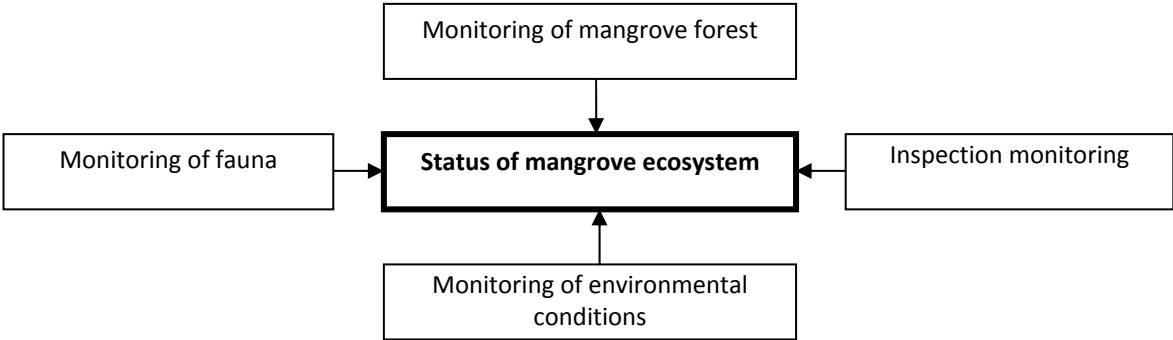 Monitoring of mangrove forest
Monitoring of fauna
Status of mangrove ecosystem
Inspection monitoring
Monitoring of environmental
conditions